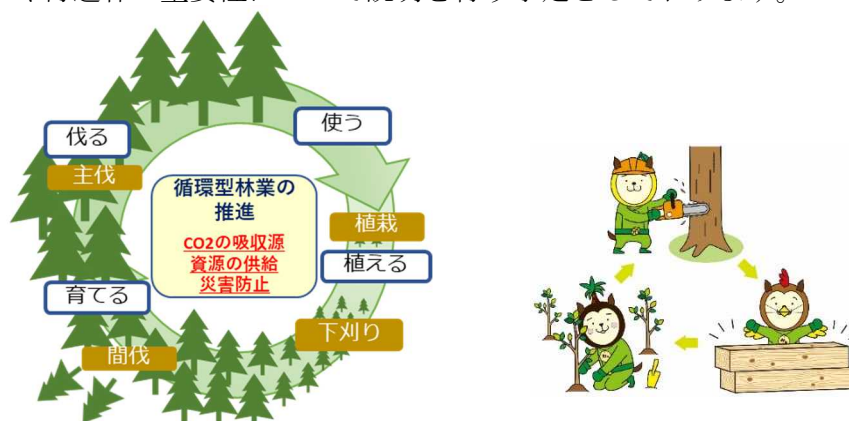 伐る
使う
主伐
循環型林業の
推進
CO2の吸収源
資源の供給
災害防止
植栽
植える
育てる
下刈り
間伐